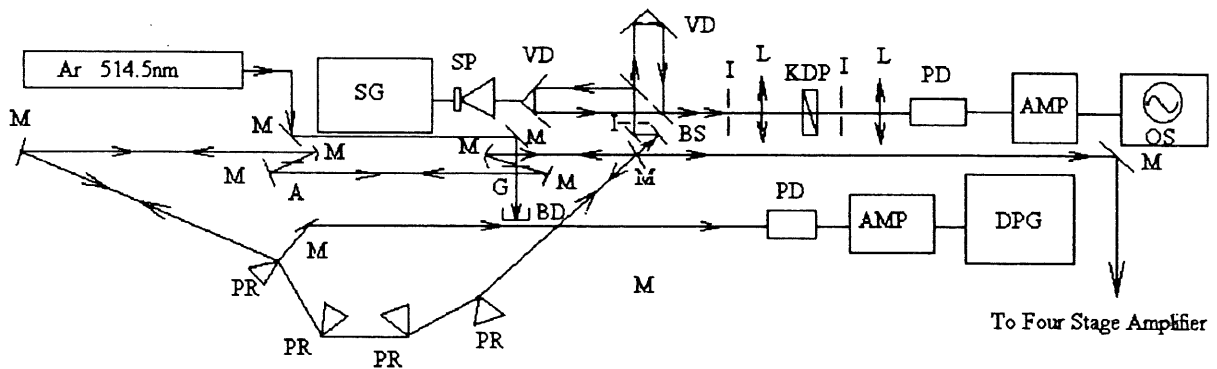 VD
Ar 514.5nm
SP
VD
SG
I
L
KDP
I
L
PD
AMP
OS
BS
I
M
M
M
M
M
M
M
A
G
M
M
PD
BD
AMP
DPG
M
M
PR
PR
PR
PR
To Four Stage Amplifier